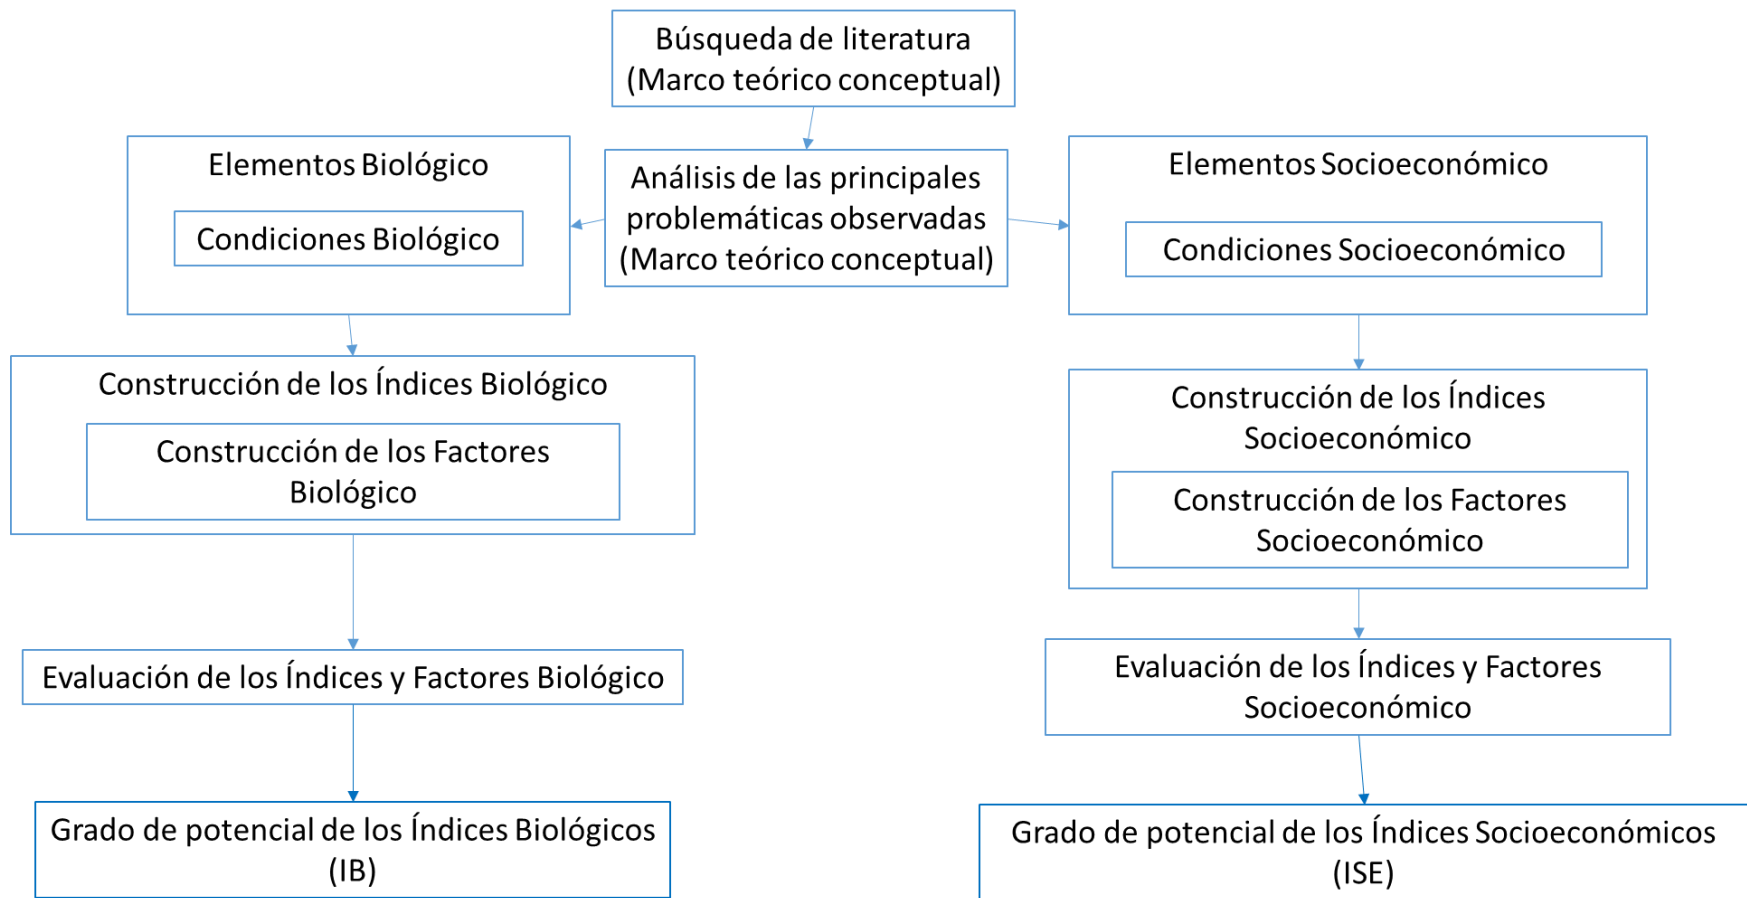 Búsqueda de literatura
(Marco teórico conceptual)
Análisis de las principales
problemáticas observadas
(Marco teórico conceptual)
Elementos Biológico
Condiciones Biológico
Construcción de los Índices Biológico
Construcción de los Factores
Biológico
Evaluación de los Índices y Factores Biológico
Grado de potencial de los Índices Biológicos
(IB)
Elementos Socioeconómico
Condiciones Socioeconómico
Construcción de los Índices
Socioeconómico
Construcción de los Factores
Socioeconómico
Evaluación de los Índices y Factores
Socioeconómico
Grado de potencial de los Índices Socioeconómicos
(ISE)